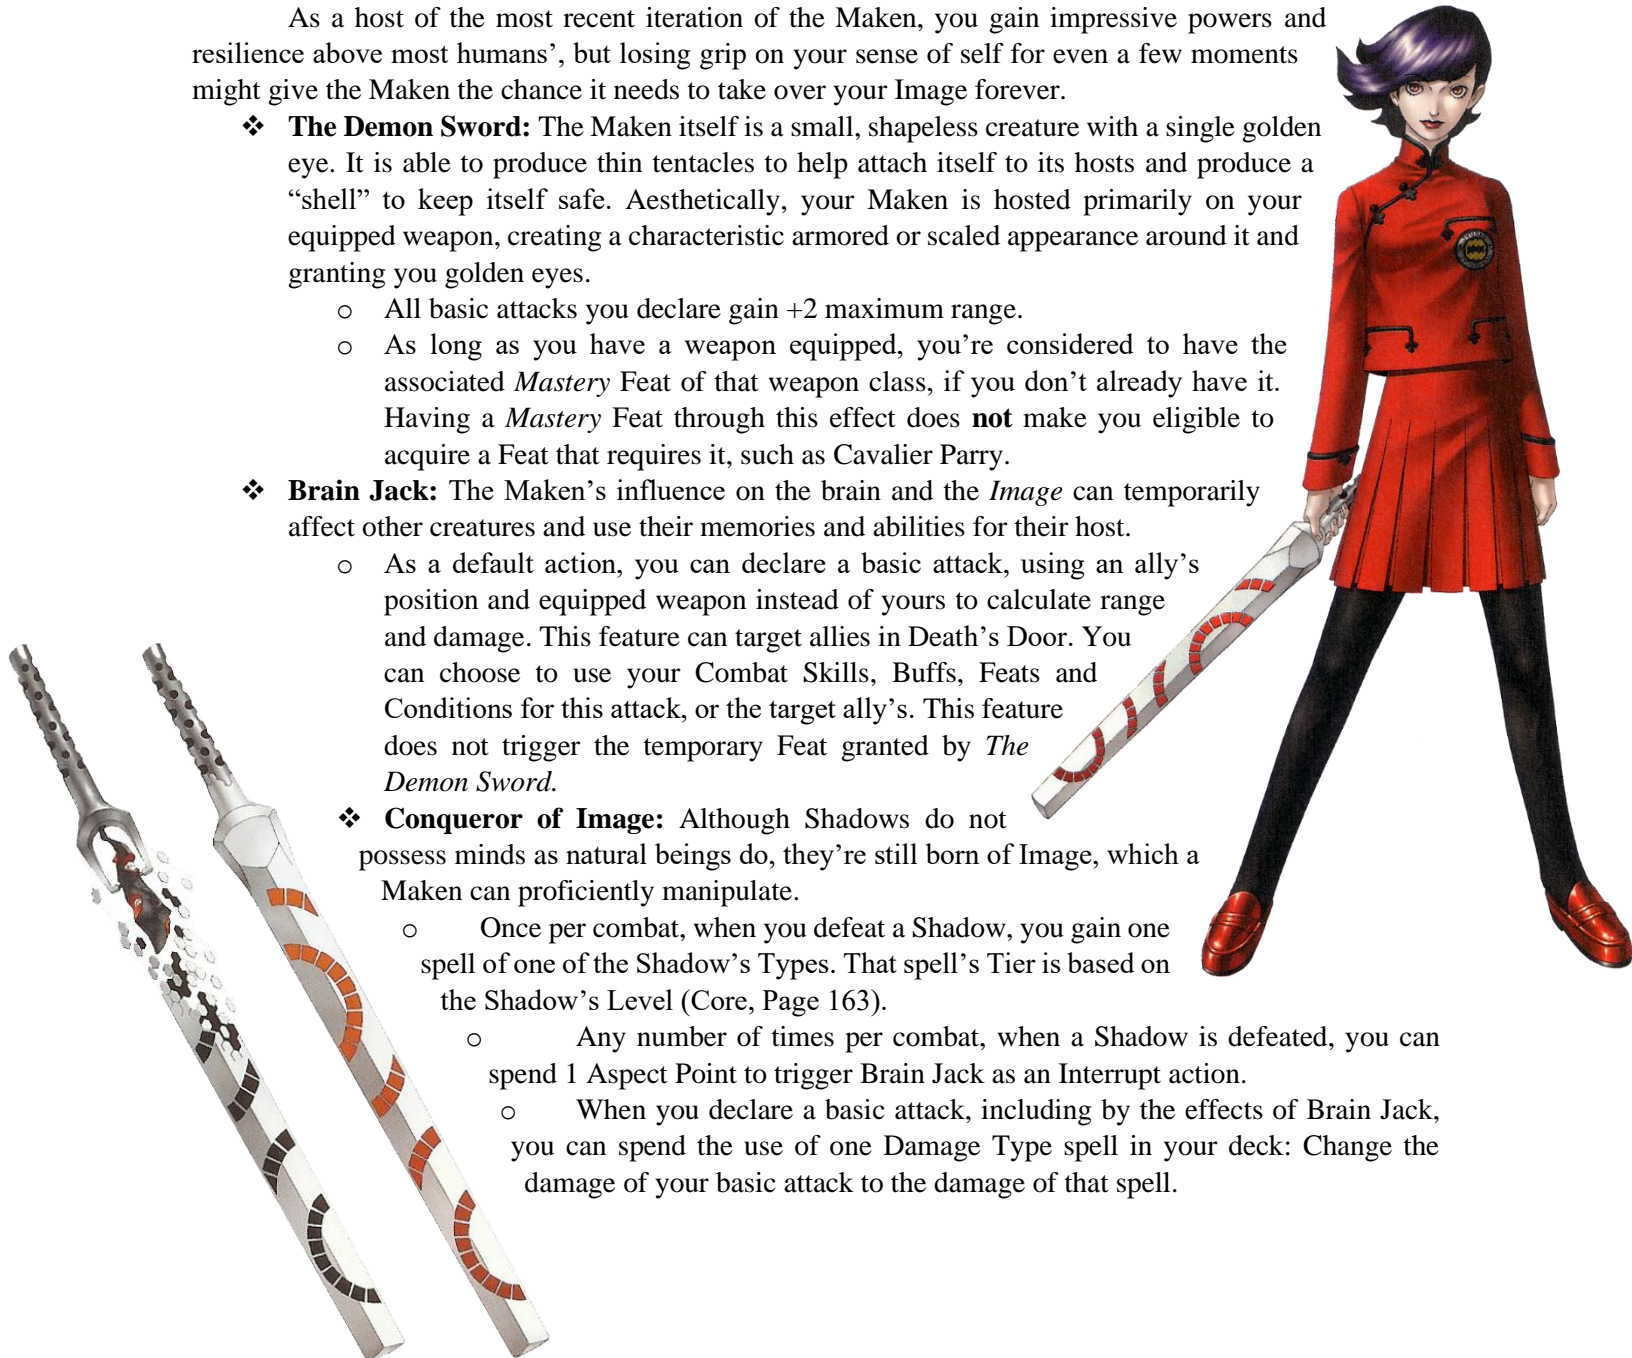 As a host of the most recent iteration of the Maken, you gain impressive powers and
resilience above most humans’, but losing grip on your sense of self for even a few moments
might give the Maken the chance it needs to take over your Image forever.
❖ The Demon Sword: The Maken itself is a small, shapeless creature with a single golden
eye. It is able to produce thin tentacles to help attach itself to its hosts and produce a
“shell” to keep itself safe. Aesthetically, your Maken is hosted primarily on your
equipped weapon, creating a characteristic armored or scaled appearance around it and
granting you golden eyes.
o All basic attacks you declare gain +2 maximum range.
o As long as you have a weapon equipped, you’re considered to have the
associated Mastery Feat of that weapon class, if you don’t already have it.
Having a Mastery Feat through this effect does not make you eligible to
acquire a Feat that requires it, such as Cavalier Parry.
❖ Brain Jack: The Maken’s influence on the brain and the Image can temporarily
affect other creatures and use their memories and abilities for their host.
o As a default action, you can declare a basic attack, using an ally’s
position and equipped weapon instead of yours to calculate range
and damage. This feature can target allies in Death’s Door. You
can choose to use your Combat Skills, Buffs, Feats and
Conditions for this attack, or the target ally’s. This feature
does not trigger the temporary Feat granted by The
Demon Sword.
❖ Conqueror of Image: Although Shadows do not
possess minds as natural beings do, they’re still born of Image, which a
Maken can proficiently manipulate.
o Once per combat, when you defeat a Shadow, you gain one
spell of one of the Shadow’s Types. That spell’s Tier is based on
the Shadow’s Level (Core, Page 163).
o Any number of times per combat, when a Shadow is defeated, you can
spend 1 Aspect Point to trigger Brain Jack as an Interrupt action.
o When you declare a basic attack, including by the effects of Brain Jack,
you can spend the use of one Damage Type spell in your deck: Change the
damage of your basic attack to the damage of that spell.